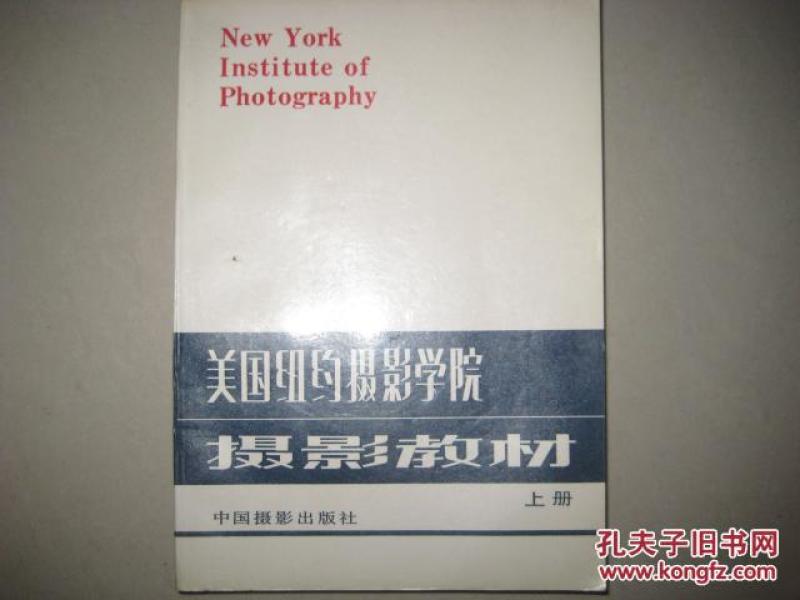 New York
Institute of
Photography
美国纽约摄影学院
摄影教材
上册
中国摄影出版社
孔夫子旧书网
www.kongfz.com